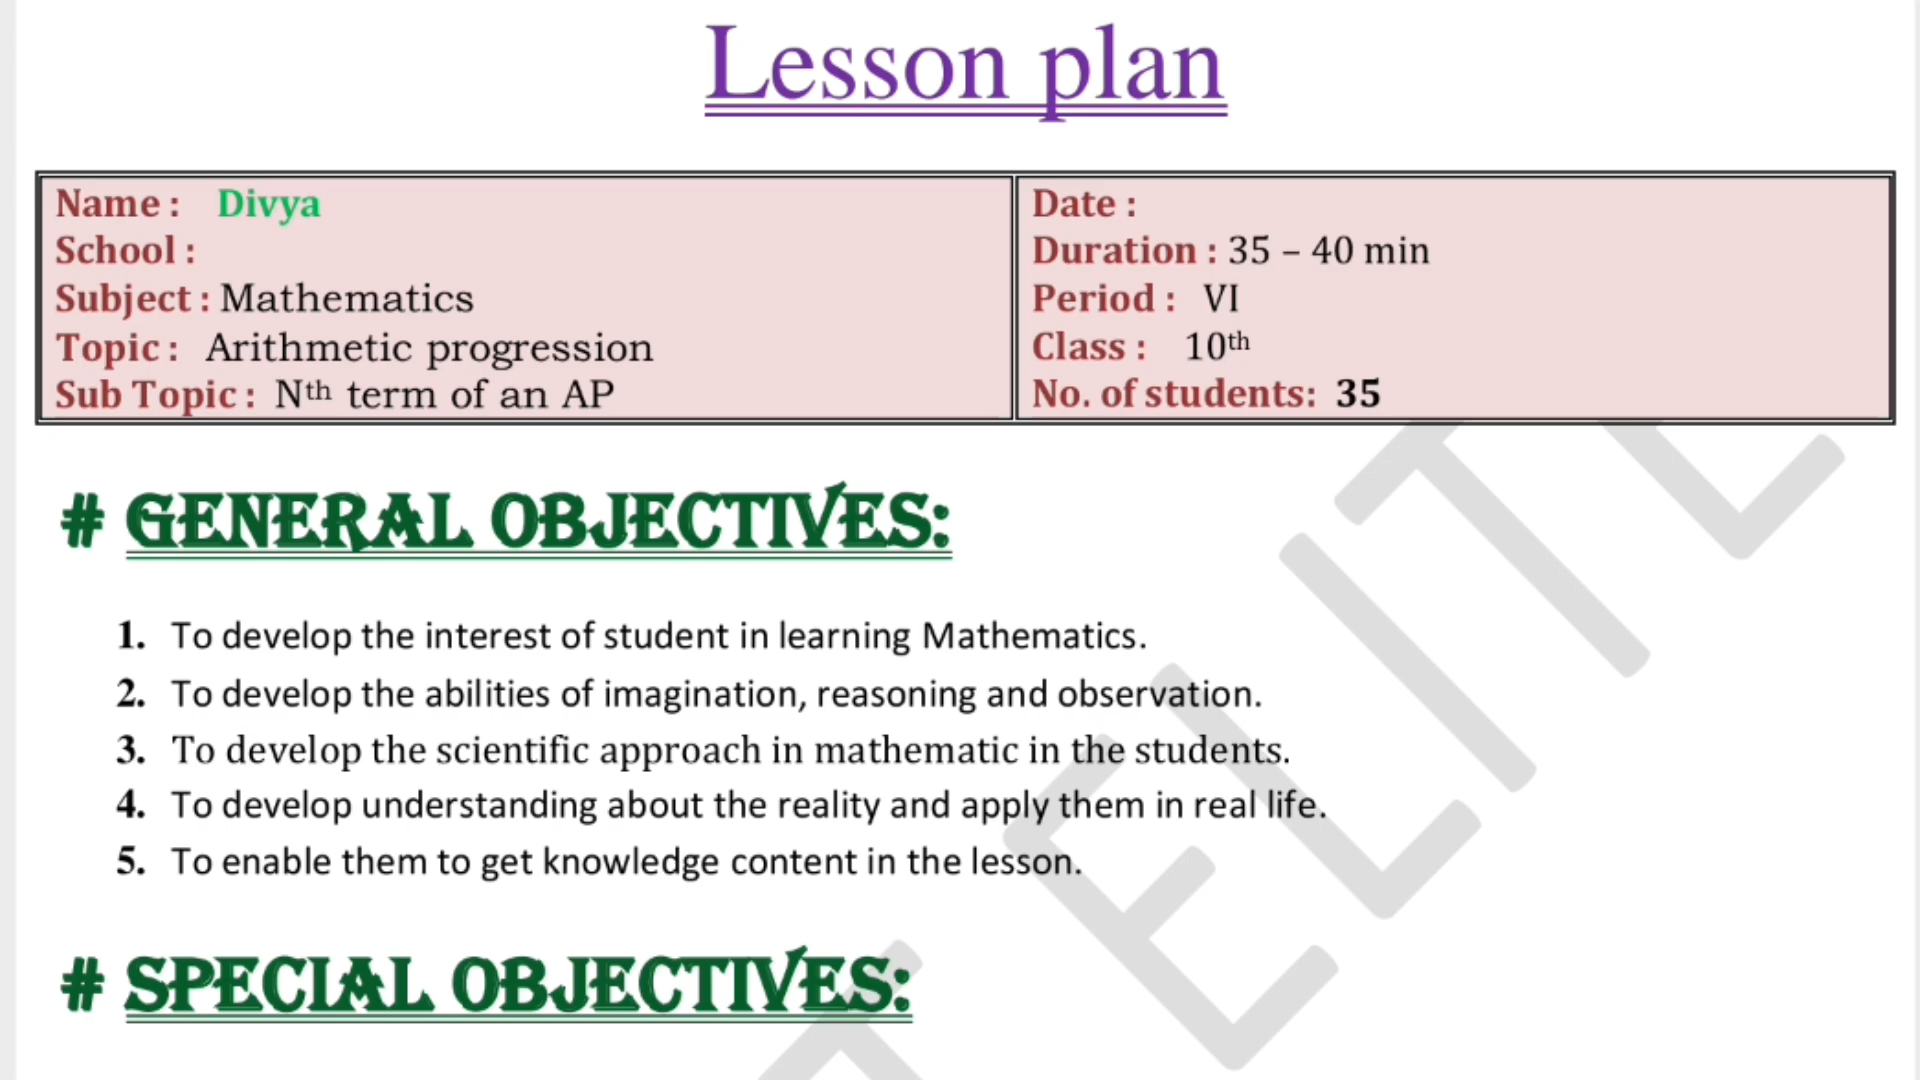 Lesson plan
Name : Divya
School :
Subject : Mathematics
Topic : Arithmetic progression
Sub Topic : Nth term of an AP
Date :
Duration : 35 – 40 min
Period : VI
Class : 10th
No. of students: 35
# GENERAL OBJECTIVES:
1. To develop the interest of student in learning Mathematics.
2. To develop the abilities of imagination, reasoning and observation.
3. To develop the scientific approach in mathematic in the students.
4. To develop understanding about the reality and apply them in real life.
5. To enable them to get knowledge content in the lesson.
# SPECIAL OBJECTIVES:
ELITE